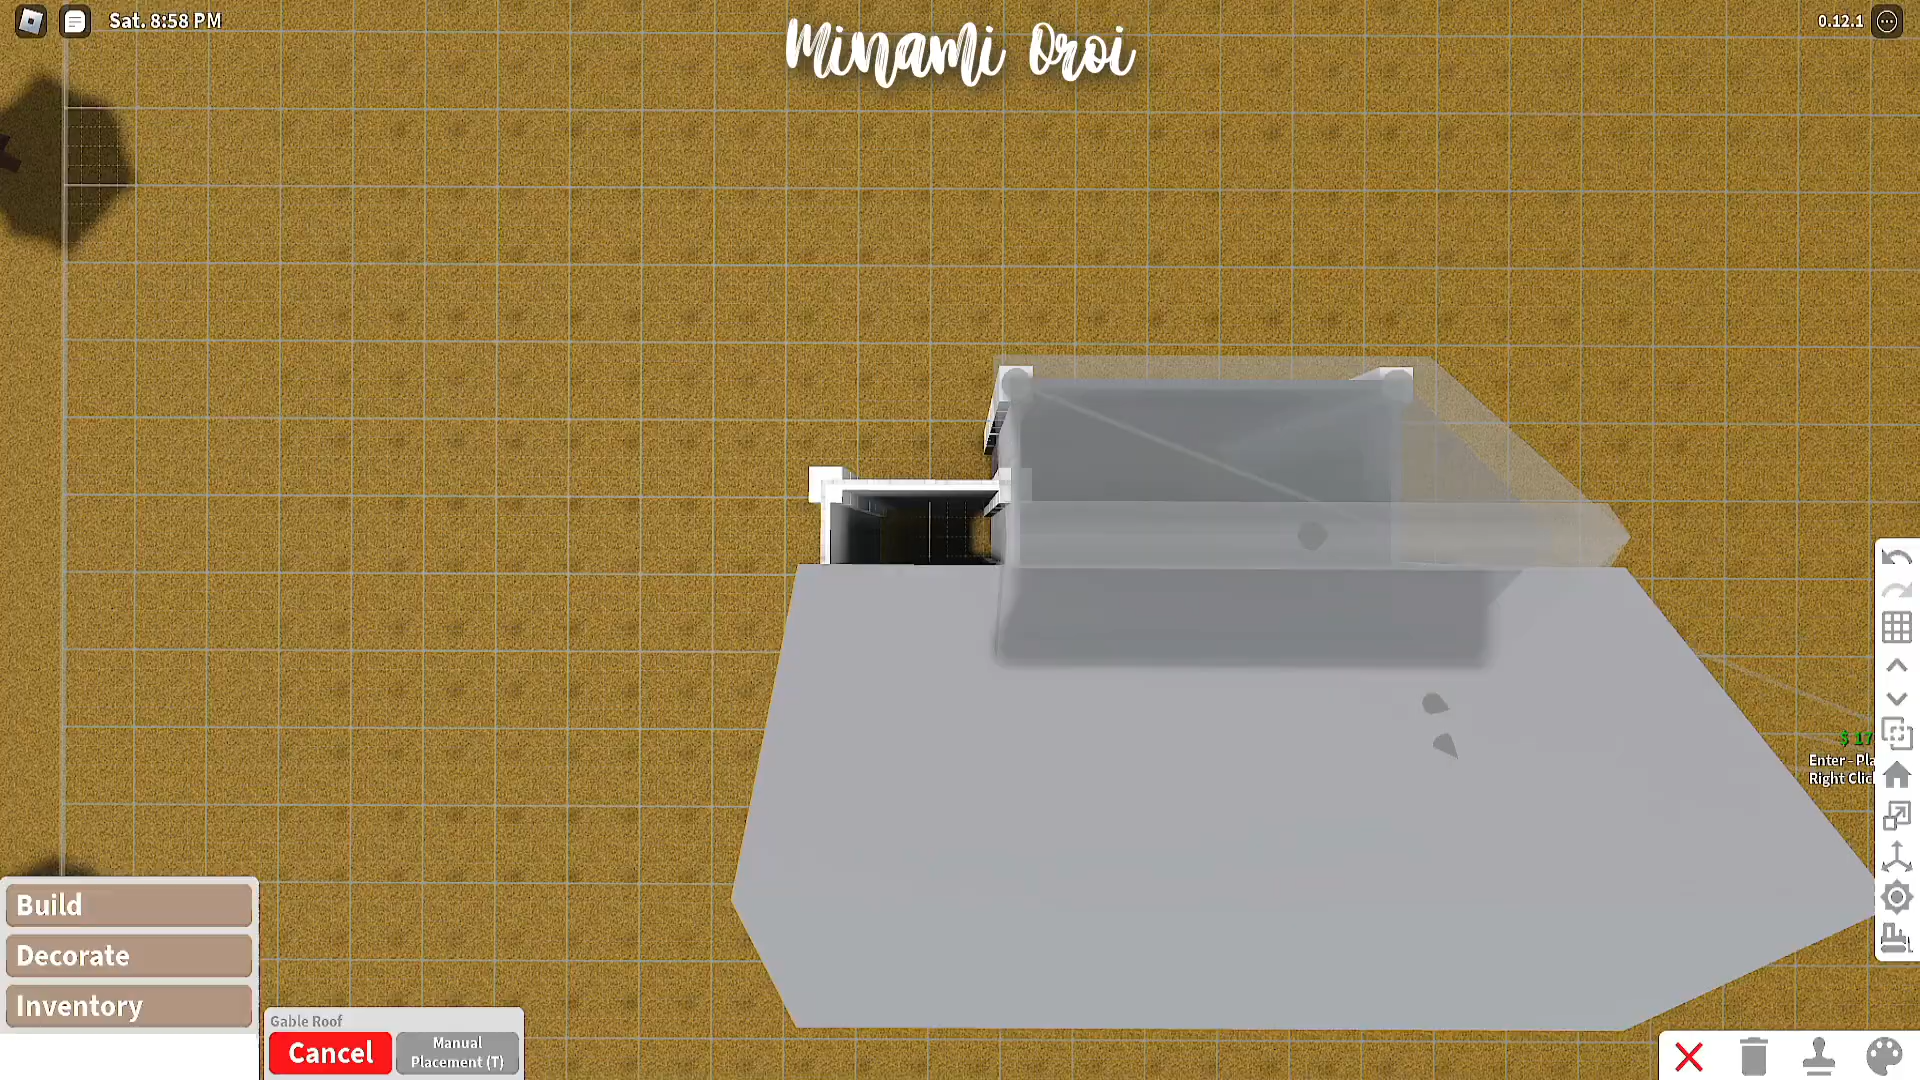 Sat. 8:58 PM
Minami Oroi
0.12.1
$ 17
Enter - Pla
Right Clic
Build
Decorate
Inventory
Gable Roof
Cancel
Manual
Placement (T)